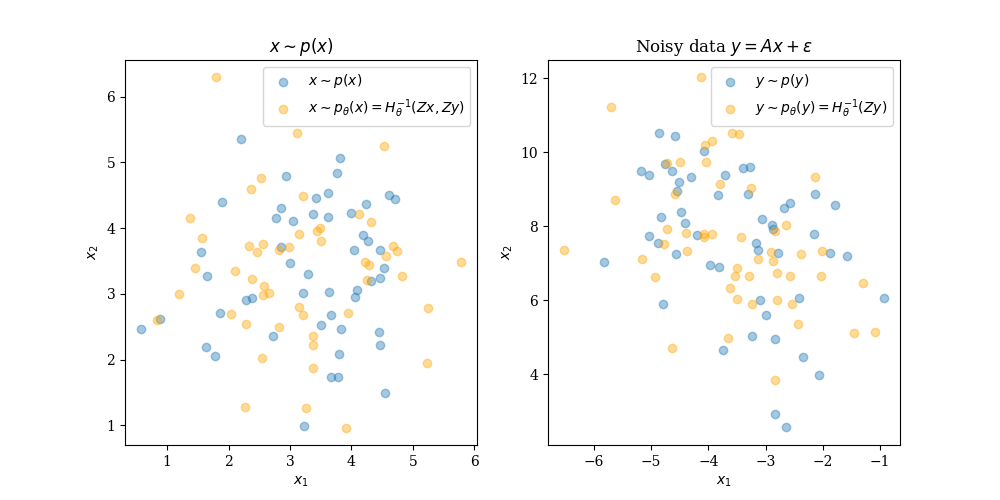 x ∼ p(x)
x ∼ p(x)
x ∼ p_θ(x) = H_θ^{-1}(Zx, Zy)
6
5
4
3
2
1
x_2
1 2 3 4 5 6
x_1
Noisy data y = Ax + ε
y ∼ p(y)
y ∼ p_θ(y) = H_θ^{-1}(Zy)
12
10
8
6
4
x_2
−6 −5 −4 −3 −2 −1
x_1